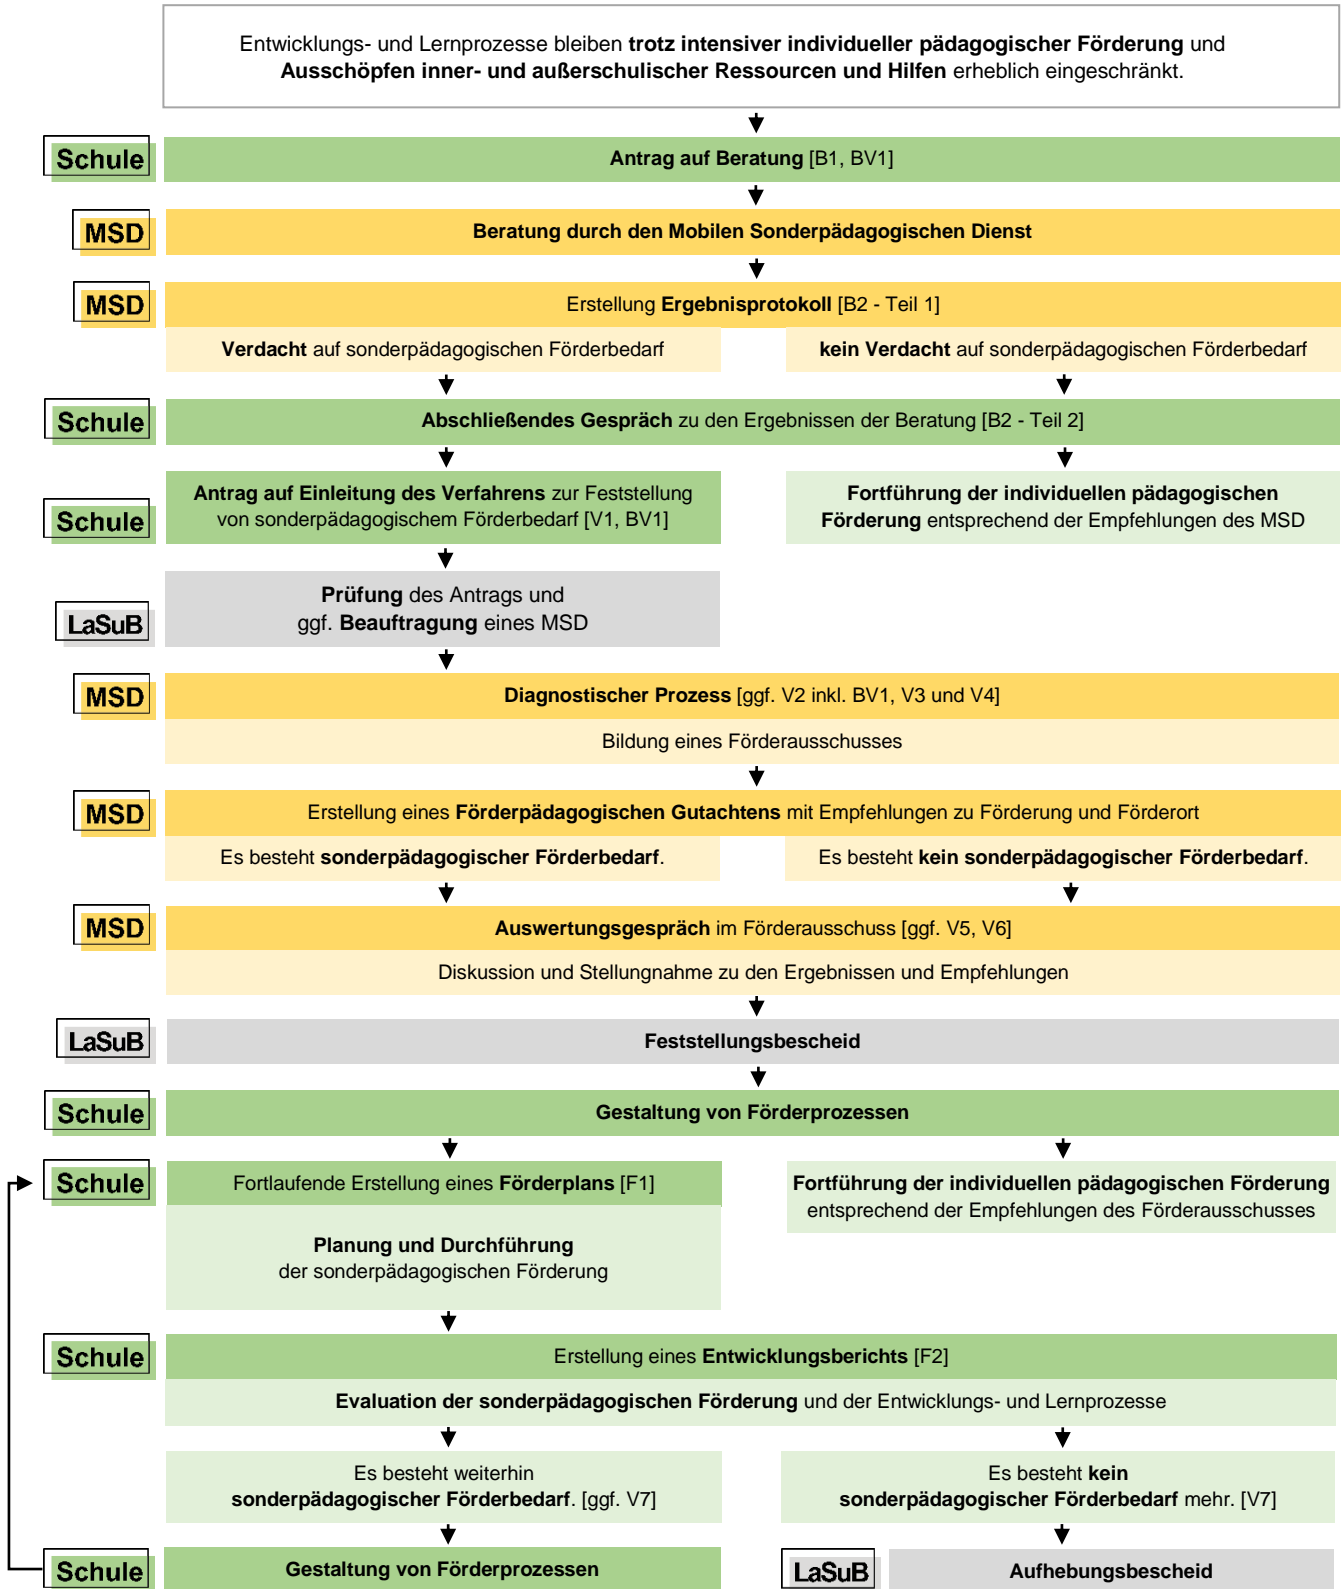 Entwicklungs- und Lernprozesse bleiben trotz intensiver individueller pädagogischer Förderung und
Ausschöpfen inner- und außerschulischer Ressourcen und Hilfen erheblich eingeschränkt.
Schule
Antrag auf Beratung [B1, BV1]
MSD
Beratung durch den Mobilen Sonderpädagogischen Dienst
MSD
Erstellung Ergebnisprotokoll [B2 - Teil 1]
Verdacht auf sonderpädagogischen Förderbedarf
kein Verdacht auf sonderpädagogischen Förderbedarf
Schule
Abschließendes Gespräch zu den Ergebnissen der Beratung [B2 - Teil 2]
Schule
Antrag auf Einleitung des Verfahrens zur Feststellung
von sonderpädagogischem Förderbedarf [V1, BV1]
Fortführung der individuellen pädagogischen
Förderung entsprechend der Empfehlungen des MSD
LaSuB
Prüfung des Antrags und
ggf. Beauftragung eines MSD
MSD
Diagnostischer Prozess [ggf. V2 inkl. BV1, V3 und V4]
Bildung eines Förderausschusses
MSD
Erstellung eines Förderpädagogischen Gutachtens mit Empfehlungen zu Förderung und Förderort
Es besteht sonderpädagogischer Förderbedarf.
Es besteht kein sonderpädagogischer Förderbedarf.
MSD
Auswertungsgespräch im Förderausschuss [ggf. V5, V6]
Diskussion und Stellungnahme zu den Ergebnissen und Empfehlungen
LaSuB
Feststellungsbescheid
Schule
Gestaltung von Förderprozessen
Schule
Fortlaufende Erstellung eines Förderplans [F1]
Planung und Durchführung
der sonderpädagogischen Förderung
Fortführung der individuellen pädagogischen Förderung
entsprechend der Empfehlungen des Förderausschusses
Schule
Erstellung eines Entwicklungsberichts [F2]
Evaluation der sonderpädagogischen Förderung und der Entwicklungs- und Lernprozesse
Es besteht weiterhin
sonderpädagogischer Förderbedarf. [ggf. V7]
Es besteht kein
sonderpädagogischer Förderbedarf mehr. [V7]
Schule
Gestaltung von Förderprozessen
LaSuB
Aufhebungsbescheid